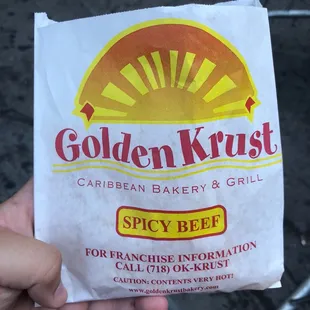 Golden Krust
CARIBBEAN BAKERY & GRILL
SPICY BEEF
FOR FRANCHISE INFORMATION
CALL (718) OK-KRUST
CAUTION: CONTENTS VERY HOT!
www.goldenkrustbakery.com